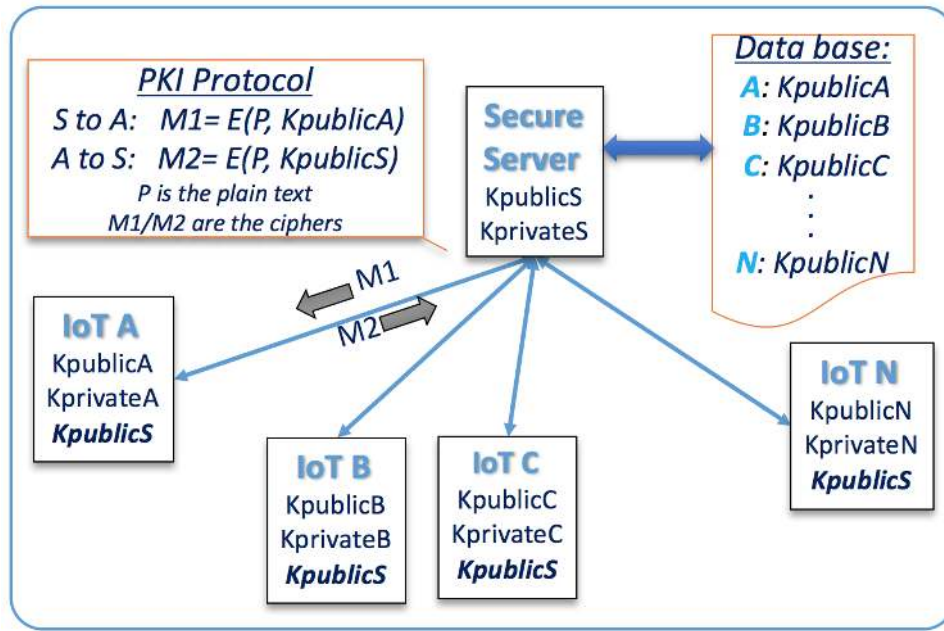 PKI Protocol
S to A: M1= E(P, KpublicA)
A to S: M2= E(P, KpublicS)
P is the plain text
M1/M2 are the ciphers
Secure
Server
KpublicS
KprivateS
Data base:
A: KpublicA
B: KpublicB
C: KpublicC
.
.
.
N: KpublicN
M1
M2
IoT A
KpublicA
KprivateA
KpublicS
IoT B
KpublicB
KprivateB
KpublicS
IoT C
KpublicC
KprivateC
KpublicS
IoT N
KpublicN
KprivateN
KpublicS